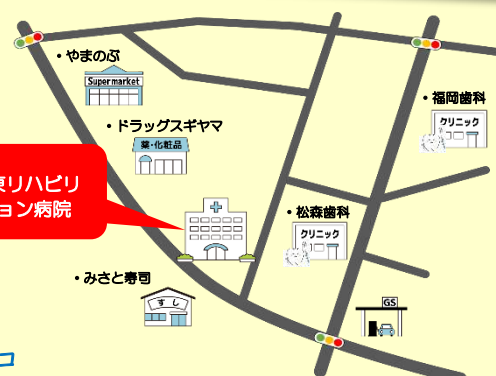 ・やまのぶ
Supermarket
・ドラッグスギヤマ
薬・化粧品
・福岡歯科
クリニック
東リハビリ
ション病院
・松森歯科
クリニック
・みさと寿司
すし
GS
コ